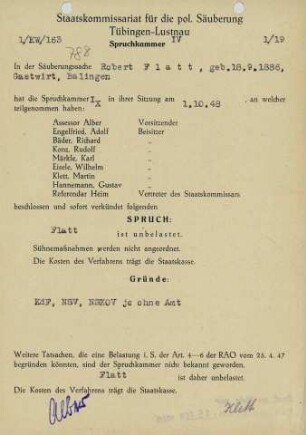 Staatskommissariat für die pol. Säuberung
Tübingen-Lustnau
1/KW/163 Spruchkammer IV 1/19
788
In der Säuberungssache Robert Flatt, geb.18.9.1886,
Gastwirt, Balingen
hat die Spruchkammer IX in ihrer Sitzung am 1.10.48 , an welcher
teilgenommen haben:
Assessor Alber Vorsitzender
Engelfried, Adolf Beisitzer
Bäder, Richard "
Konz, Rudolf "
Märkle, Karl "
Eisele, Wilhelm "
Klett, Martin "
Hannemann, Gustav "
Referendar Heim Vertreter des Staatskommissars
beschlossen und sofort verkündet folgenden
SPRUCH:
Flatt
ist unbelastet.
Sühnemaßnahmen werden nicht angeordnet.
Die Kosten des Verfahrens trägt die Staatskasse.
Gründe:
KdF, NSV, NSKOV je ohne Amt
Weitere Tatsachen, die eine Belastung i. S. der Art. 4—6 der RAO vom 23. 4. 47
begründen könnten, sind der Spruchkammer nicht bekannt geworden.
Flatt ist daher unbelastet.
Die Kosten des Verfahrens trägt die Staatskasse.
Alber Klett